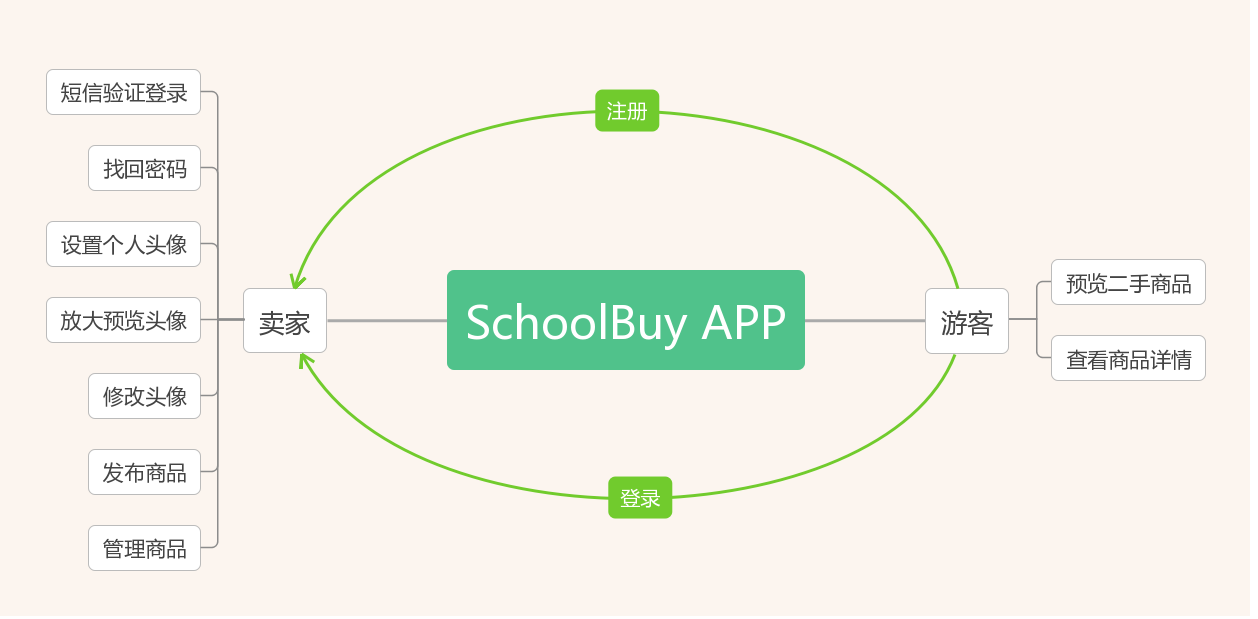 短信验证登录
找回密码
设置个人头像
放大预览头像
修改头像
发布商品
管理商品
卖家
注册
SchoolBuy APP
登录
游客
预览二手商品
查看商品详情